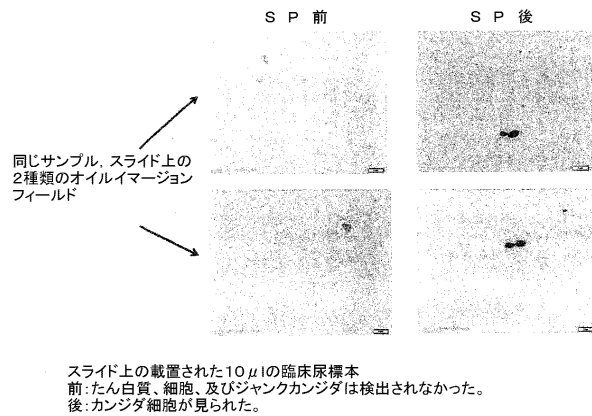 ＳＰ前
ＳＰ後
同じサンプル，スライド上の
２種類のオイルイマージョン
フィールド
スライド上の載置された１０μｌの臨床尿標本
前：たん白質、細胞、及びジャンクカンジダは検出されなかった。
後：カンジダ細胞が見られた。